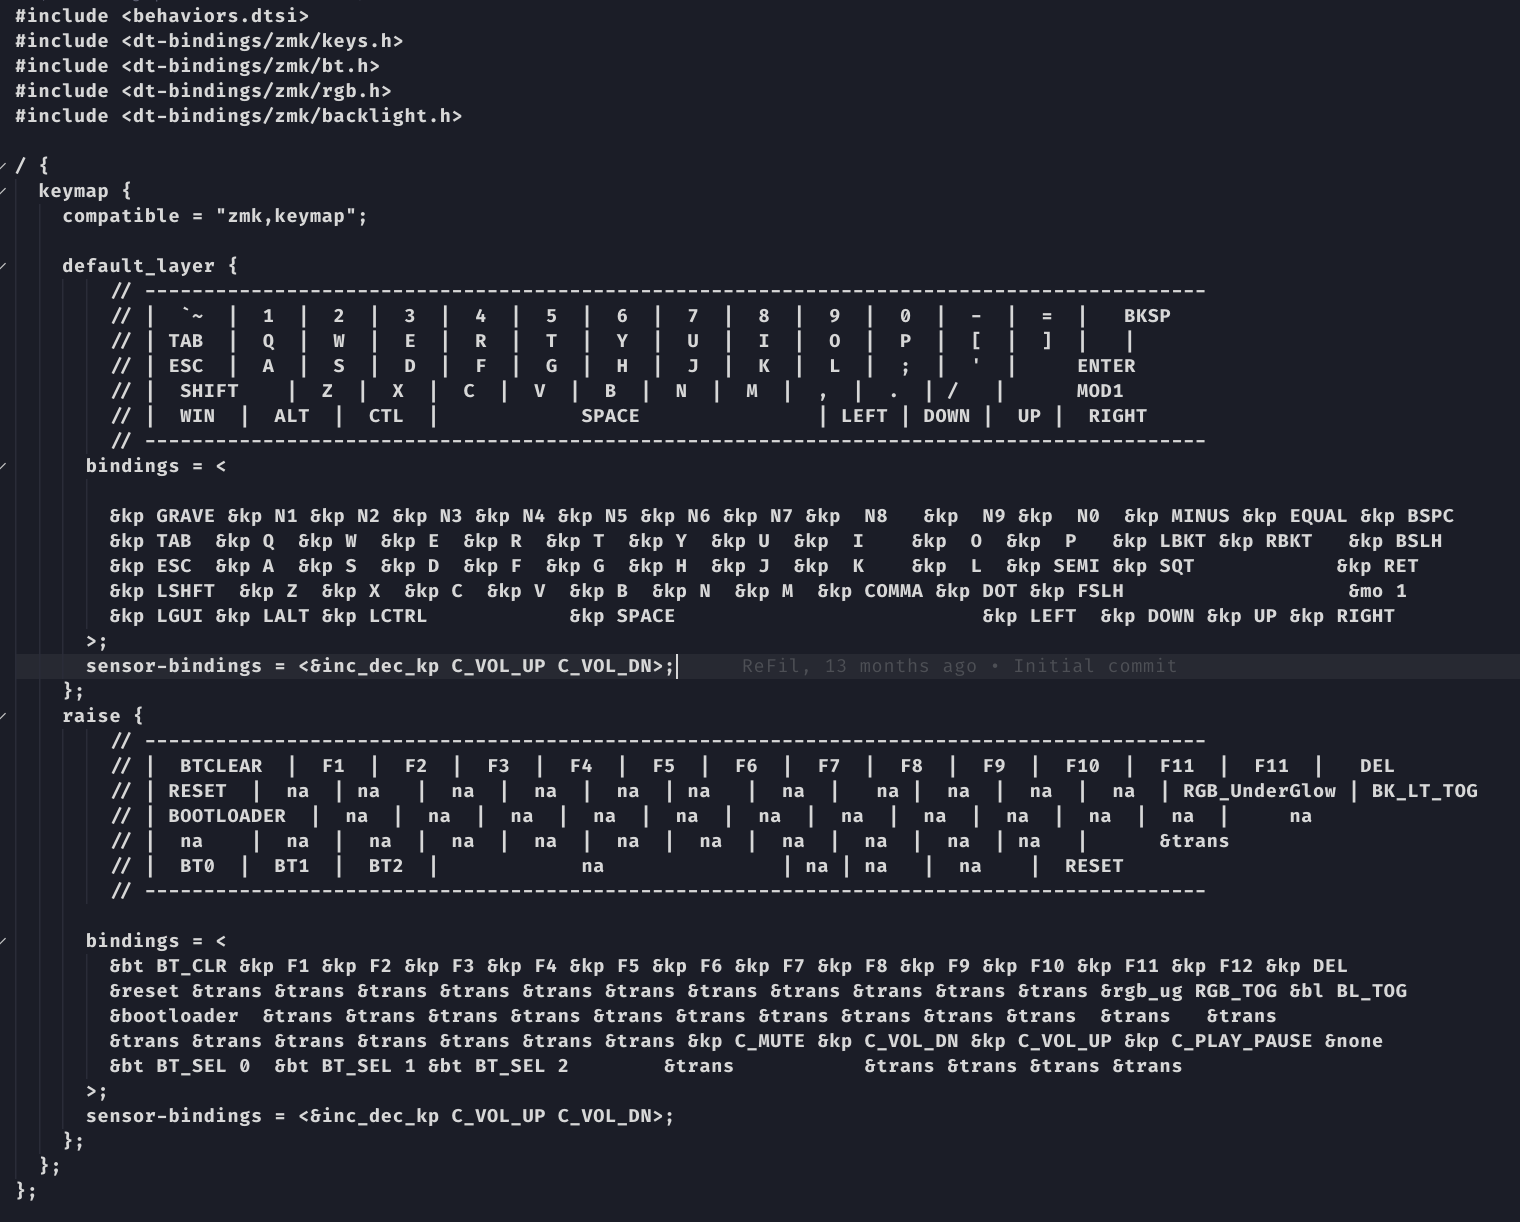 #include <behaviors.dtsi>
#include <dt-bindings/zmk/keys.h>
#include <dt-bindings/zmk/bt.h>
#include <dt-bindings/zmk/rgb.h>
#include <dt-bindings/zmk/backlight.h>
/ {
keymap {
compatible = "zmk,keymap";
default_layer {
// ------------------------------------------------------------------------------------------
// | `~ | 1 | 2 | 3 | 4 | 5 | 6 | 7 | 8 | 9 | 0 | - | = | BKSP
// | TAB | Q | W | E | R | T | Y | U | I | O | P | [ | ] | |
// | ESC | A | S | D | F | G | H | J | K | L | ; | ' | ENTER
// | SHIFT | Z | X | C | V | B | N | M | , | . | / | MOD1
// | WIN | ALT | CTL | SPACE | LEFT | DOWN | UP | RIGHT
// ------------------------------------------------------------------------------------------
bindings = <
&kp GRAVE &kp N1 &kp N2 &kp N3 &kp N4 &kp N5 &kp N6 &kp N7 &kp N8 &kp N9 &kp N0 &kp MINUS &kp EQUAL &kp BSPC
&kp TAB &kp Q &kp W &kp E &kp R &kp T &kp Y &kp U &kp I &kp O &kp P &kp LBKT &kp RBKT &kp BSLH
&kp ESC &kp A &kp S &kp D &kp F &kp G &kp H &kp J &kp K &kp L &kp SEMI &kp SQT &kp RET
&kp LSHFT &kp Z &kp X &kp C &kp V &kp B &kp N &kp M &kp COMMA &kp DOT &kp FSLH &mo 1
&kp LGUI &kp LALT &kp LCTRL &kp SPACE &kp LEFT &kp DOWN &kp UP &kp RIGHT
>;
sensor-bindings = <&inc_dec_kp C_VOL_UP C_VOL_DN>; ReFil, 13 months ago • Initial commit
};
raise {
// ------------------------------------------------------------------------------------------
// | BTCLEAR | F1 | F2 | F3 | F4 | F5 | F6 | F7 | F8 | F9 | F10 | F11 | F11 | DEL
// | RESET | na | na | na | na | na | na | na | na | na | na | na | RGB_UnderGlow | BK_LT_TOG
// | BOOTLOADER | na | na | na | na | na | na | na | na | na | na | na | na
// | na | na | na | na | na | na | na | na | na | na | na | &trans
// | BT0 | BT1 | BT2 | na | na | na | na | RESET
// ------------------------------------------------------------------------------------------
bindings = <
&bt BT_CLR &kp F1 &kp F2 &kp F3 &kp F4 &kp F5 &kp F6 &kp F7 &kp F8 &kp F9 &kp F10 &kp F11 &kp F12 &kp DEL
&reset &trans &trans &trans &trans &trans &trans &trans &trans &trans &trans &trans &rgb_ug RGB_TOG &bl BL_TOG
&bootloader &trans &trans &trans &trans &trans &trans &trans &trans &trans &trans &trans &trans
&trans &trans &trans &trans &trans &trans &trans &kp C_MUTE &kp C_VOL_DN &kp C_VOL_UP &kp C_PLAY_PAUSE &none
&bt BT_SEL 0 &bt BT_SEL 1 &bt BT_SEL 2 &trans &trans &trans &trans &trans
>;
sensor-bindings = <&inc_dec_kp C_VOL_UP C_VOL_DN>;
};
};
};